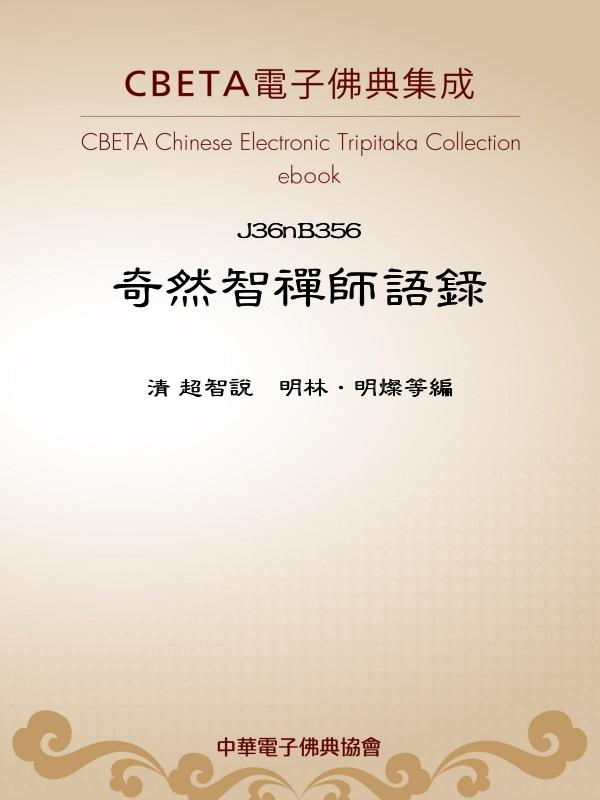 CBETA電子佛典集成
CBETA Chinese Electronic Tripitaka Collection
ebook
J36nB356
奇然智禪師語錄
清 超智說　明林・明燦等編
中華電子佛典協會